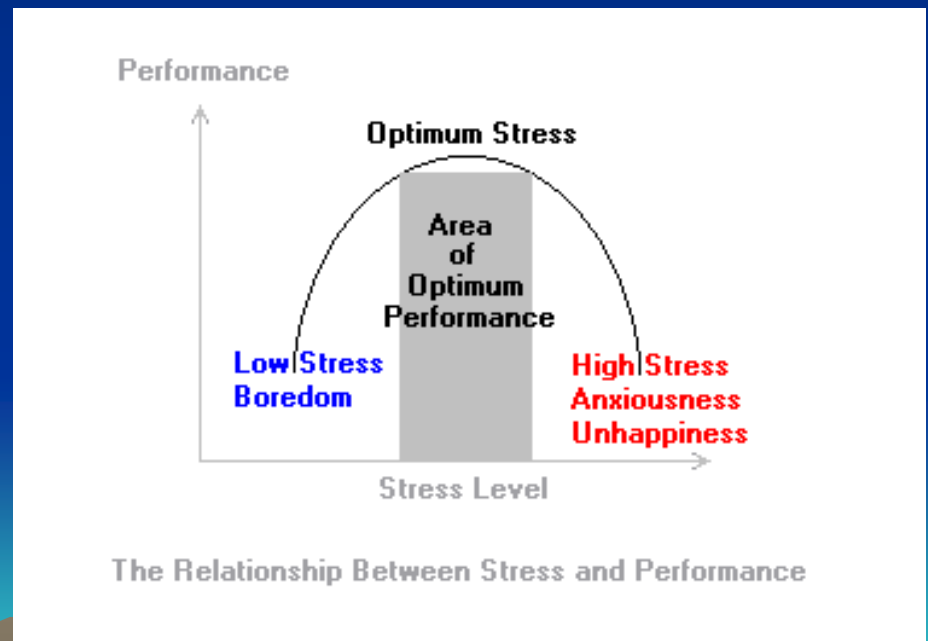 Performance
Optimum Stress
Area
of
Optimum
Performance
Low Stress
Boredom
High Stress
Anxiousness
Unhappiness
Stress Level
The Relationship Between Stress and Performance